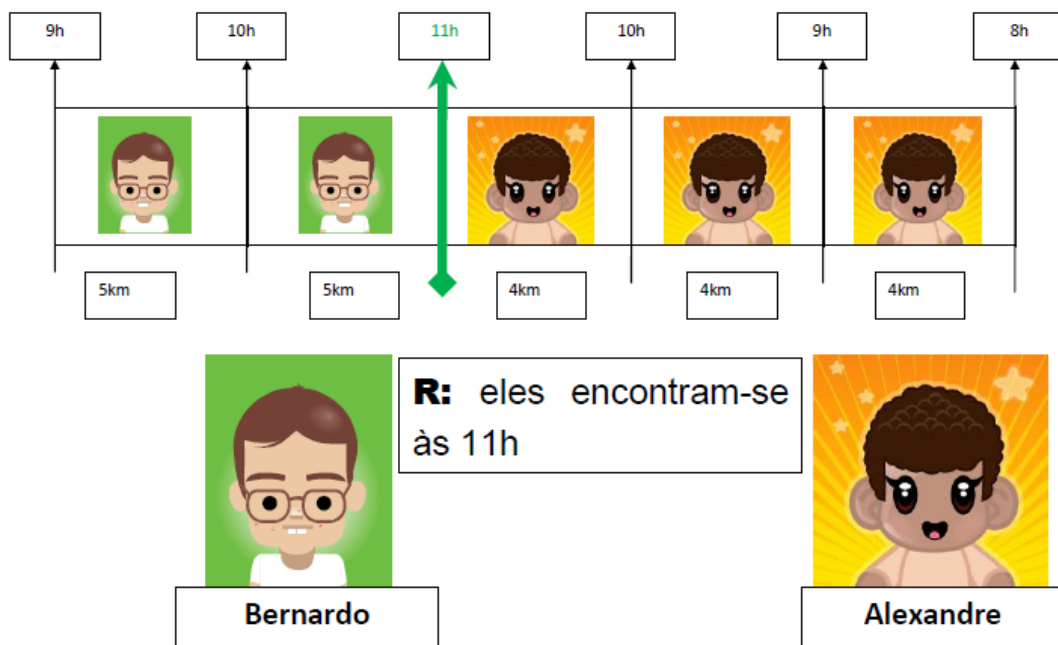 9h 10h 11h 10h 9h 8h
5km 5km 4km 4km 4km
R: eles encontram-se
às 11h
Bernardo Alexandre